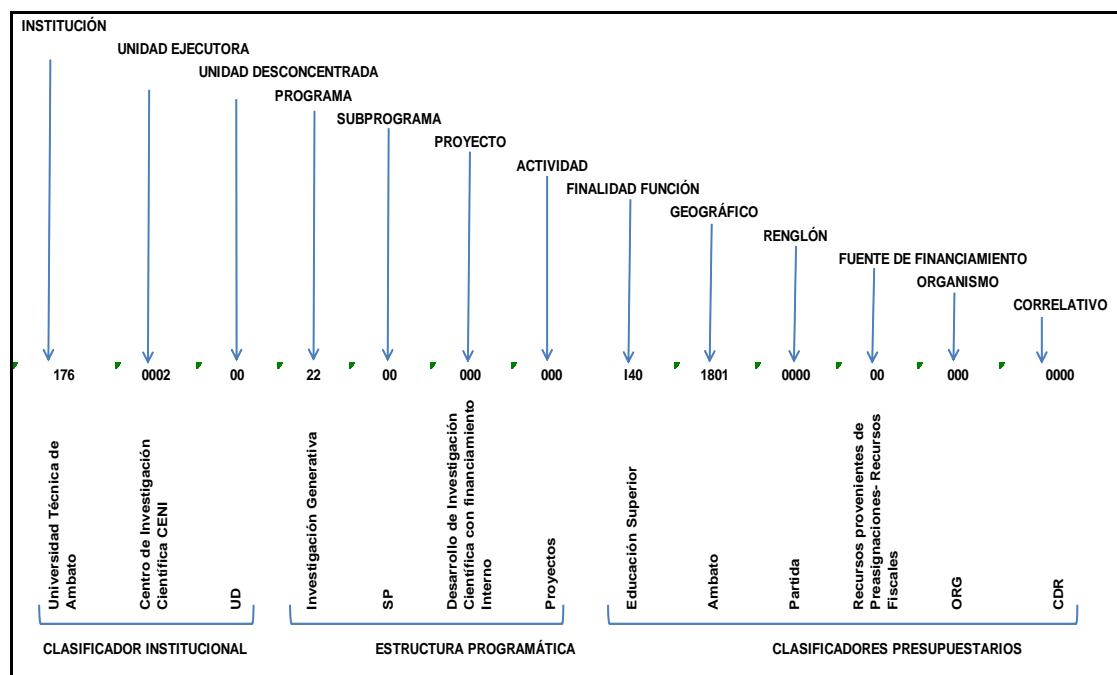 INSTITUCIÓN
UNIDAD EJECUTORA
UNIDAD DESCONCENTRADA
PROGRAMA
SUBPROGRAMA
PROYECTO
ACTIVIDAD
FINALIDAD FUNCIÓN
GEOGRÁFICO
RENGLÓN
FUENTE DE FINANCIAMIENTO
ORGANISMO
CORRELATIVO
176 0002 00 22 00 000 000 I40 1801 0000 00 000 0000
Universidad Técnica de
Ambato
Centro de Investigación
Científica CENI
UD
Investigación Generativa
SP
Desarrollo de Investigación
Científica con financiamiento
Interno
Proyectos
Educación Superior
Ambato
Partida
Recursos provenientes de
Preasignaciones- Recursos
Fiscales
ORG
CDR
CLASIFICADOR INSTITUCIONAL
ESTRUCTURA PROGRAMÁTICA
CLASIFICADORES PRESUPUESTARIOS